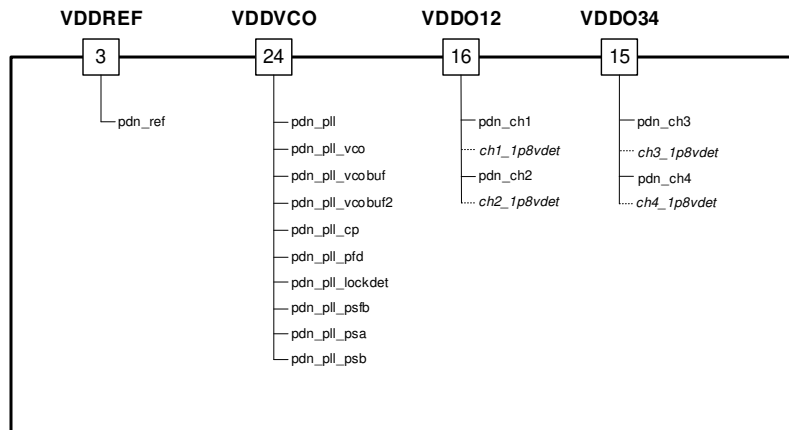 VDDREF VDDVCO VDDO12 VDDO34
3 24 16 15
pdn_ref
pdn_pll
pdn_pll_vco
pdn_pll_vcobuf
pdn_pll_vcobuf2
pdn_pll_cp
pdn_pll_pfd
pdn_pll_lockdet
pdn_pll_psfb
pdn_pll_psa
pdn_pll_psb
pdn_ch1
ch1_1p8vdet
pdn_ch2
ch2_1p8vdet
pdn_ch3
ch3_1p8vdet
pdn_ch4
ch4_1p8vdet